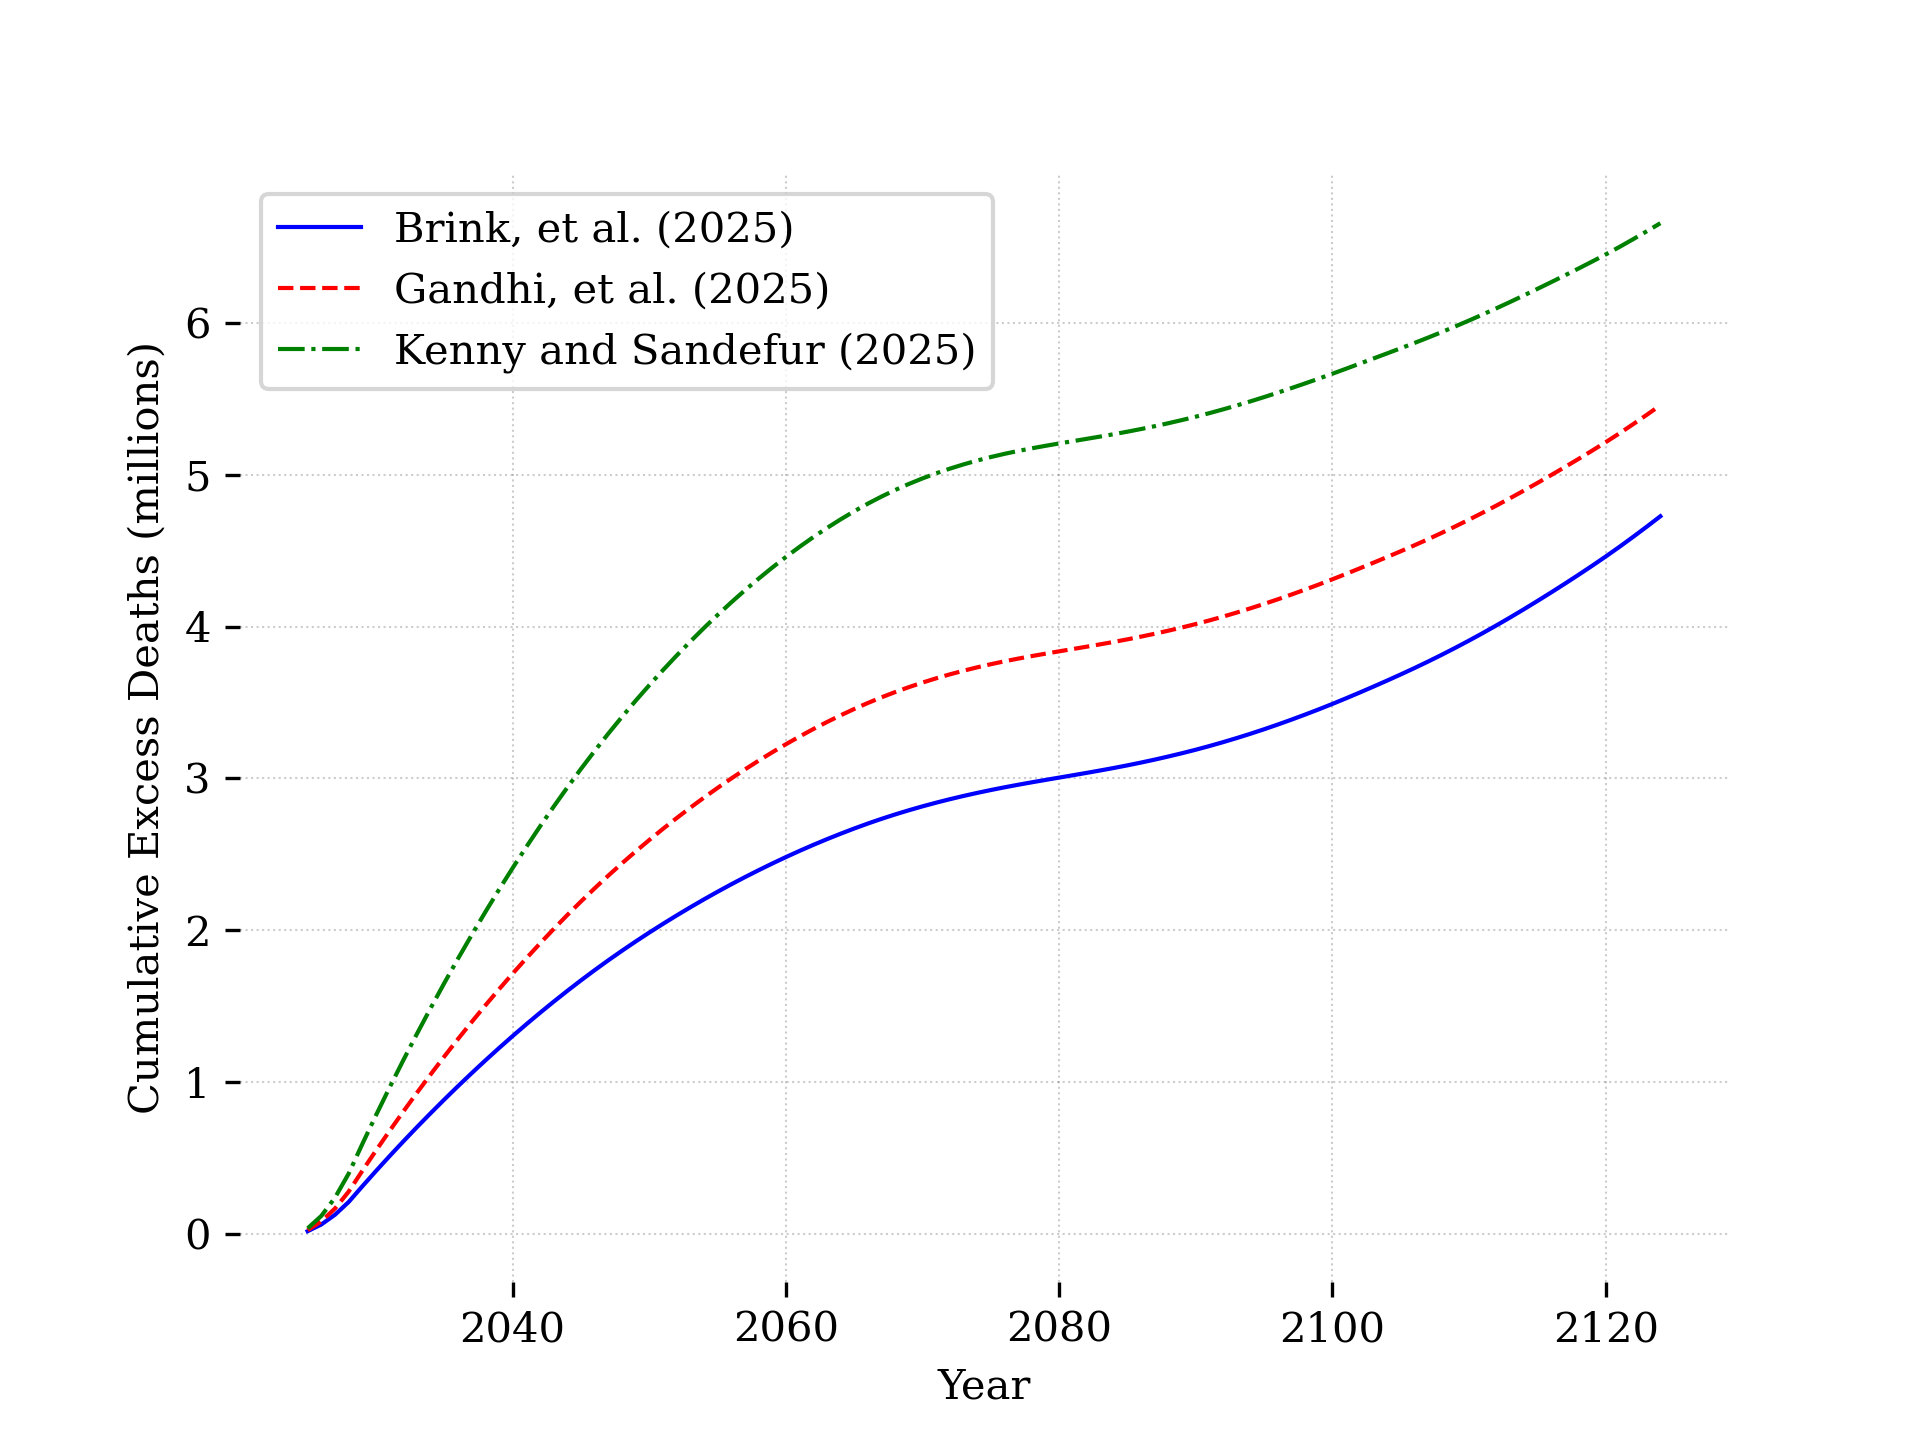 Brink, et al. (2025)
Gandhi, et al. (2025)
Kenny and Sandefur (2025)
Cumulative Excess Deaths (millions)
6
5
4
3
2
1
0
2040 2060 2080 2100 2120
Year